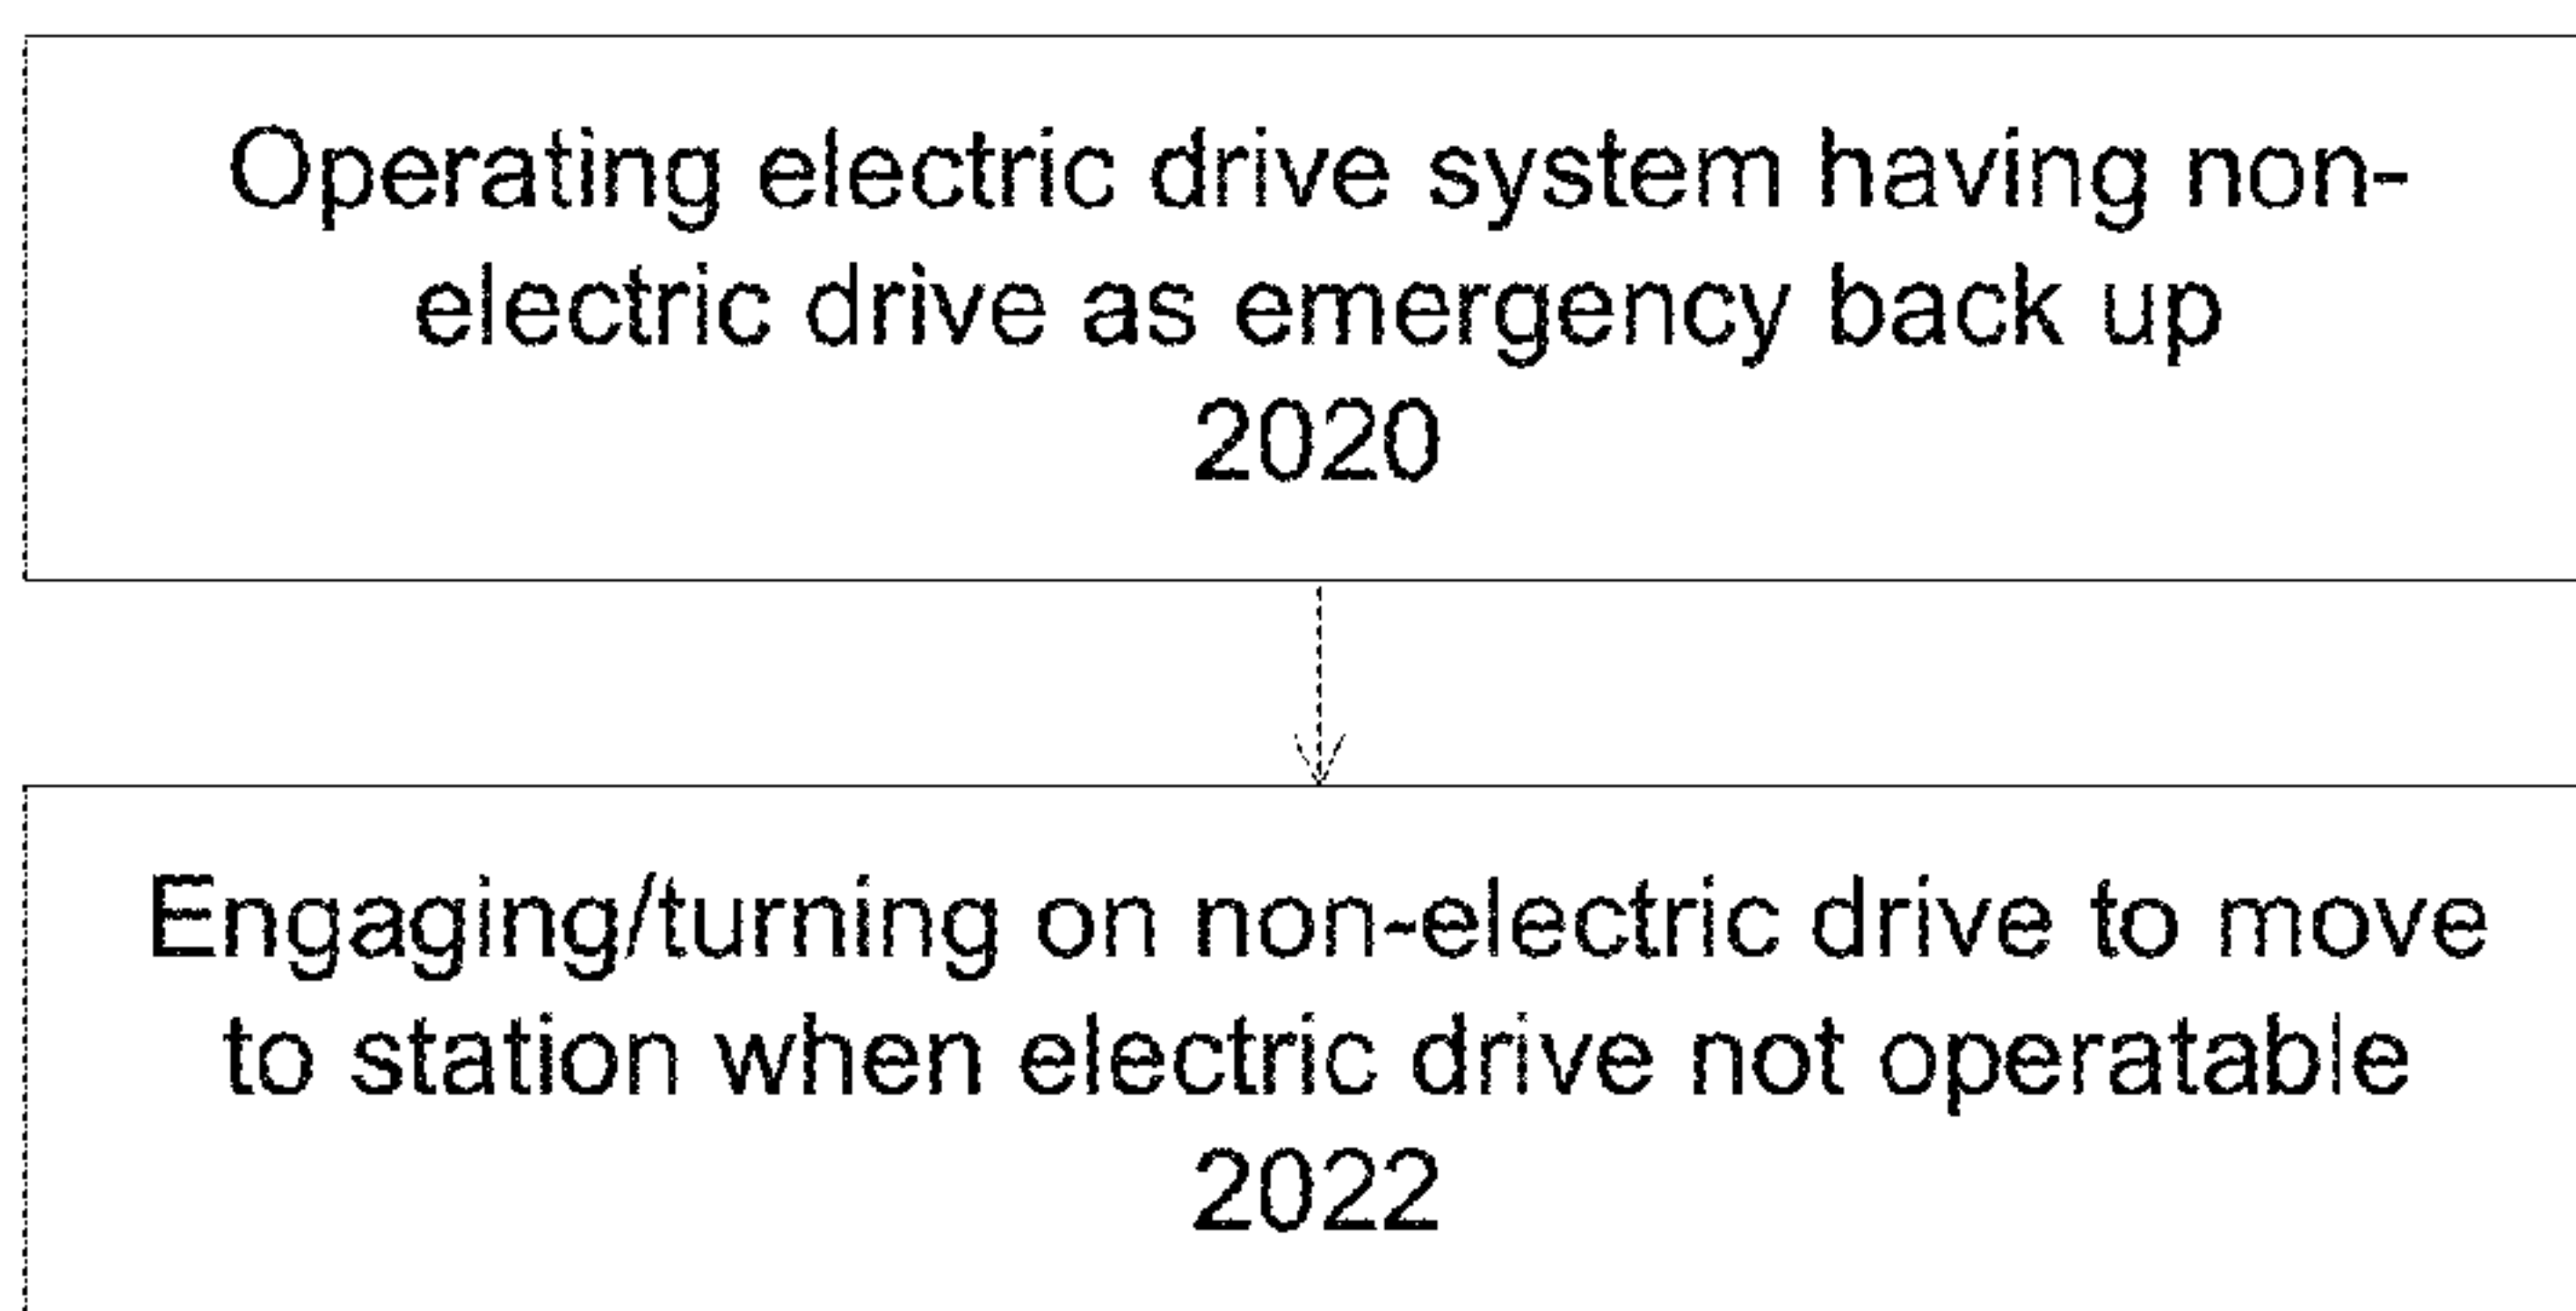 Operating electric drive system having non-
electric drive as emergency back up
2020
Engaging/turning on non-electric drive to move
to station when electric drive not operatable
2022